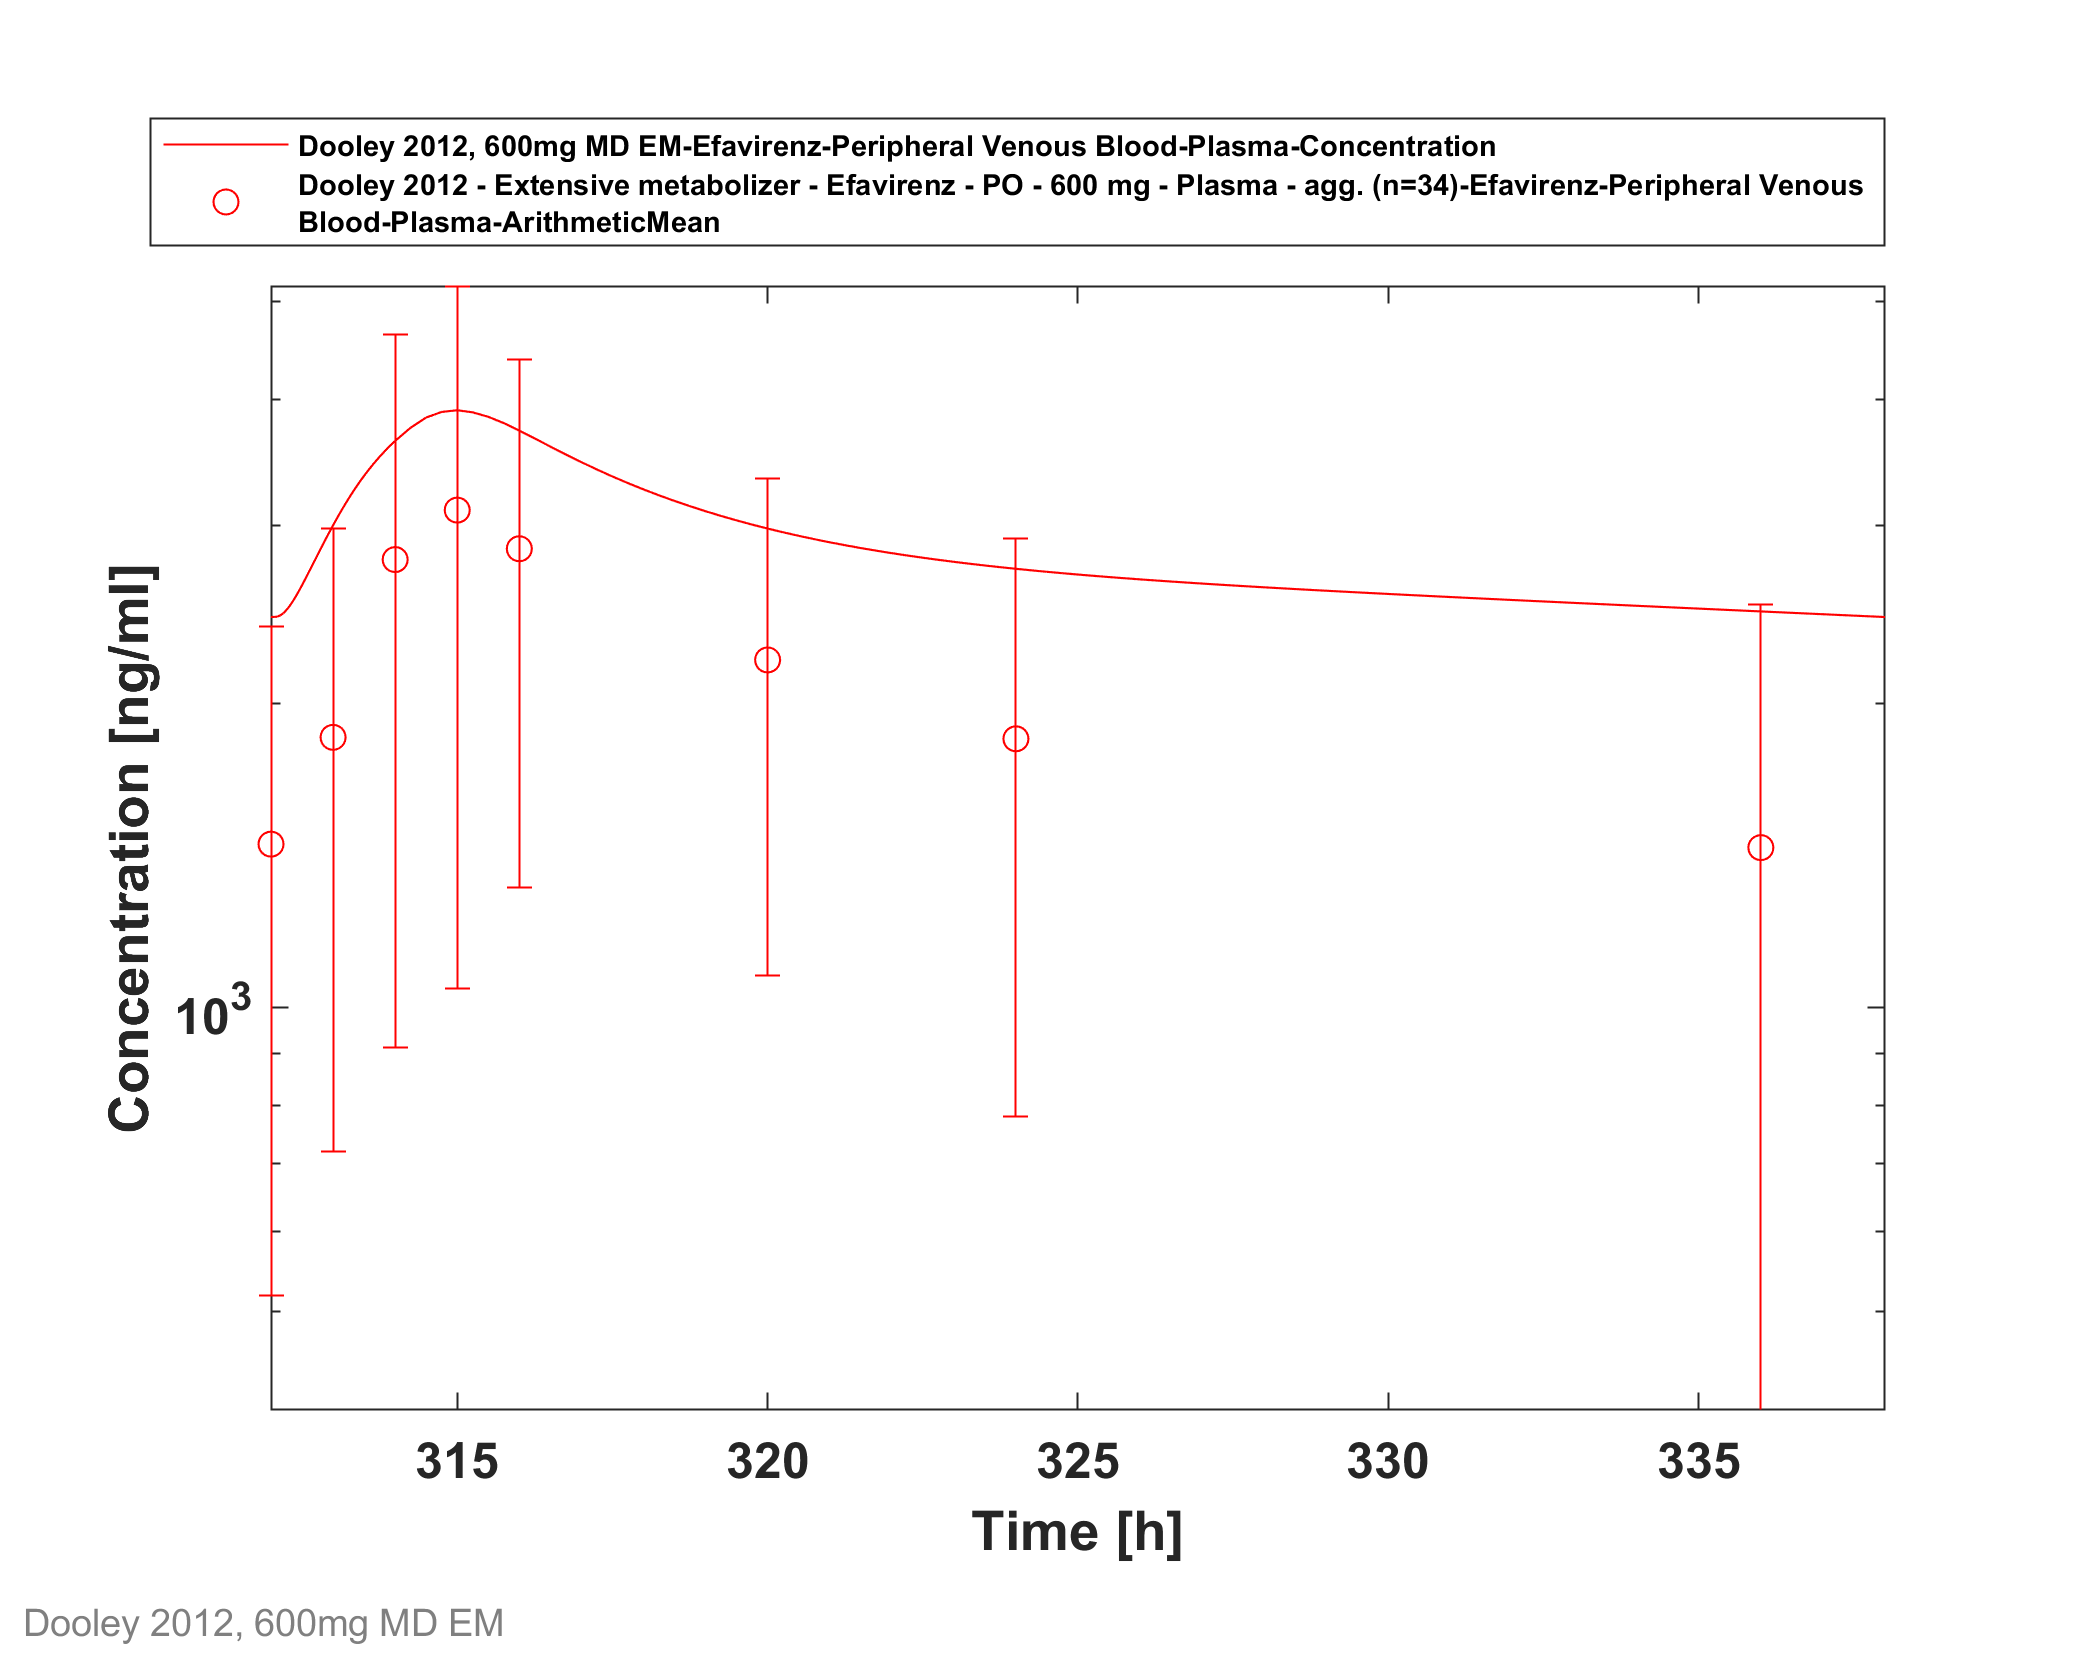 Dooley 2012, 600mg MD EM-Efavirenz-Peripheral Venous Blood-Plasma-Concentration
Dooley 2012 - Extensive metabolizer - Efavirenz - PO - 600 mg - Plasma - agg. (n=34)-Efavirenz-Peripheral Venous
Blood-Plasma-ArithmeticMean
Concentration [ng/ml]
10^3
315 320 325 330 335
Time [h]
Dooley 2012, 600mg MD EM